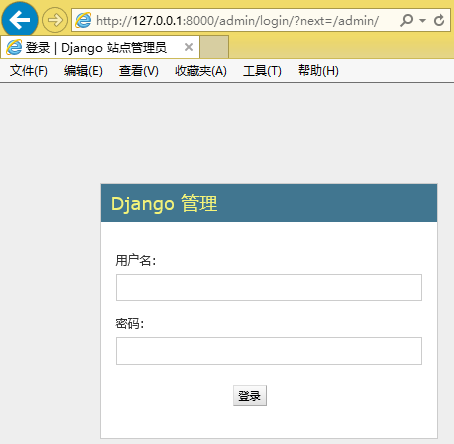 http://127.0.0.1:8000/admin/login/?next=/admin/
登录 | Django 站点管理员
文件(F) 编辑(E) 查看(V) 收藏夹(A) 工具(T) 帮助(H)
Django 管理
用户名:
密码:
登录